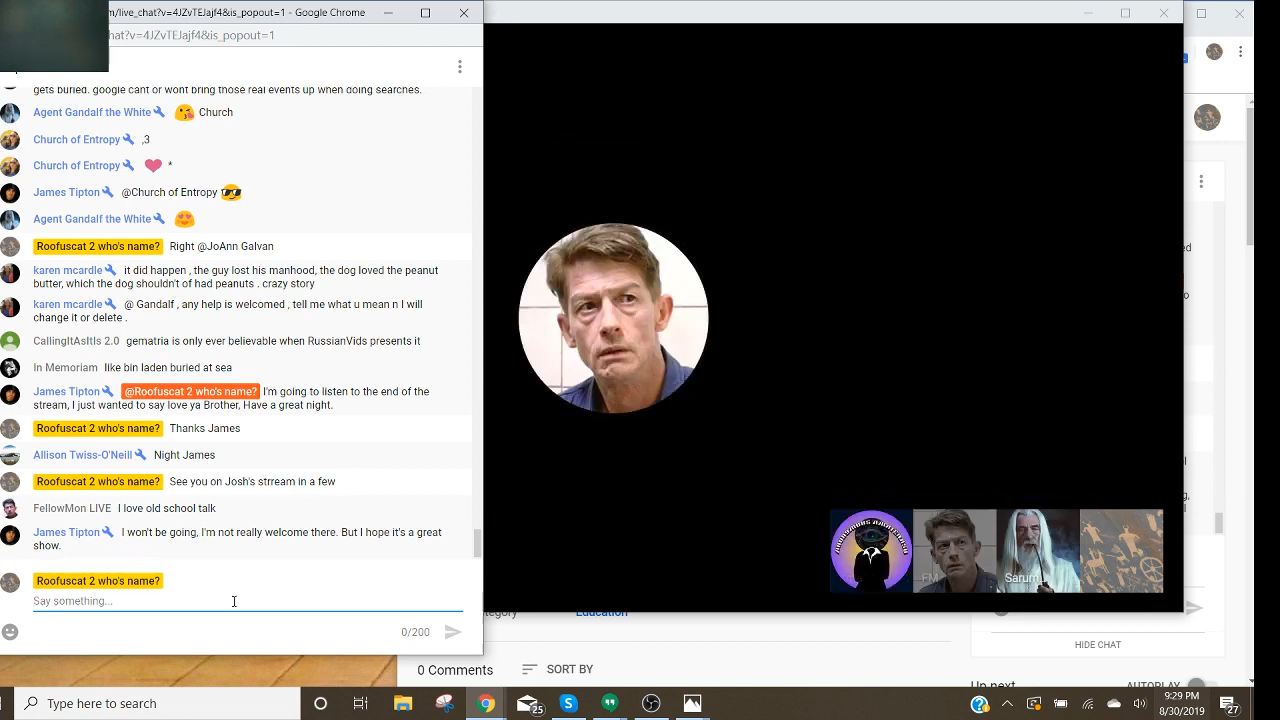 m/live_chat?v=4JZvTEJajf4&is_popout=1 - Google Chrome
hat?v=4JZvTEJajf4&is_popout=1
gets buried. google cant or wont bring those real events up when doing searches.
Agent Gandalf the White 😘 Church
Church of Entropy ,3
Church of Entropy ❤ *
James Tipton @Church of Entropy 😎
Agent Gandalf the White 😍
Roofuscat 2 who's name? Right @JoAnn Galvan
karen mcardle it did happen , the guy lost his manhood, the dog loved the peanut
butter, which the dog shouldn't of had peanuts . crazy story
karen mcardle @ Gandalf , any help is welcomed , tell me what u mean n I will
change it or delete .
CallingItAsItIs 2.0 gematria is only ever believable when RussianVids presents it
In Memoriam like bin laden buried at sea
James Tipton @Roofuscat 2 who's name? I'm going to listen to the end of the
stream, I just wanted to say love ya Brother, Have a great night.
Roofuscat 2 who's name? Thanks James
Allison Twiss-O'Neill Night James
Roofuscat 2 who's name? See you on Josh's strream in a few
FellowMon LIVE I love old school talk
James Tipton I won't be going, I'm not really welcome there. But I hope it's a great
show.
Roofuscat 2 who's name?
Say something...
0/200
FM
Sarum...
tegory Education
HIDE CHAT
0 Comments SORT BY
Up next AUTOPLAY
Type here to search
25
9:29 PM
8/30/2019
27